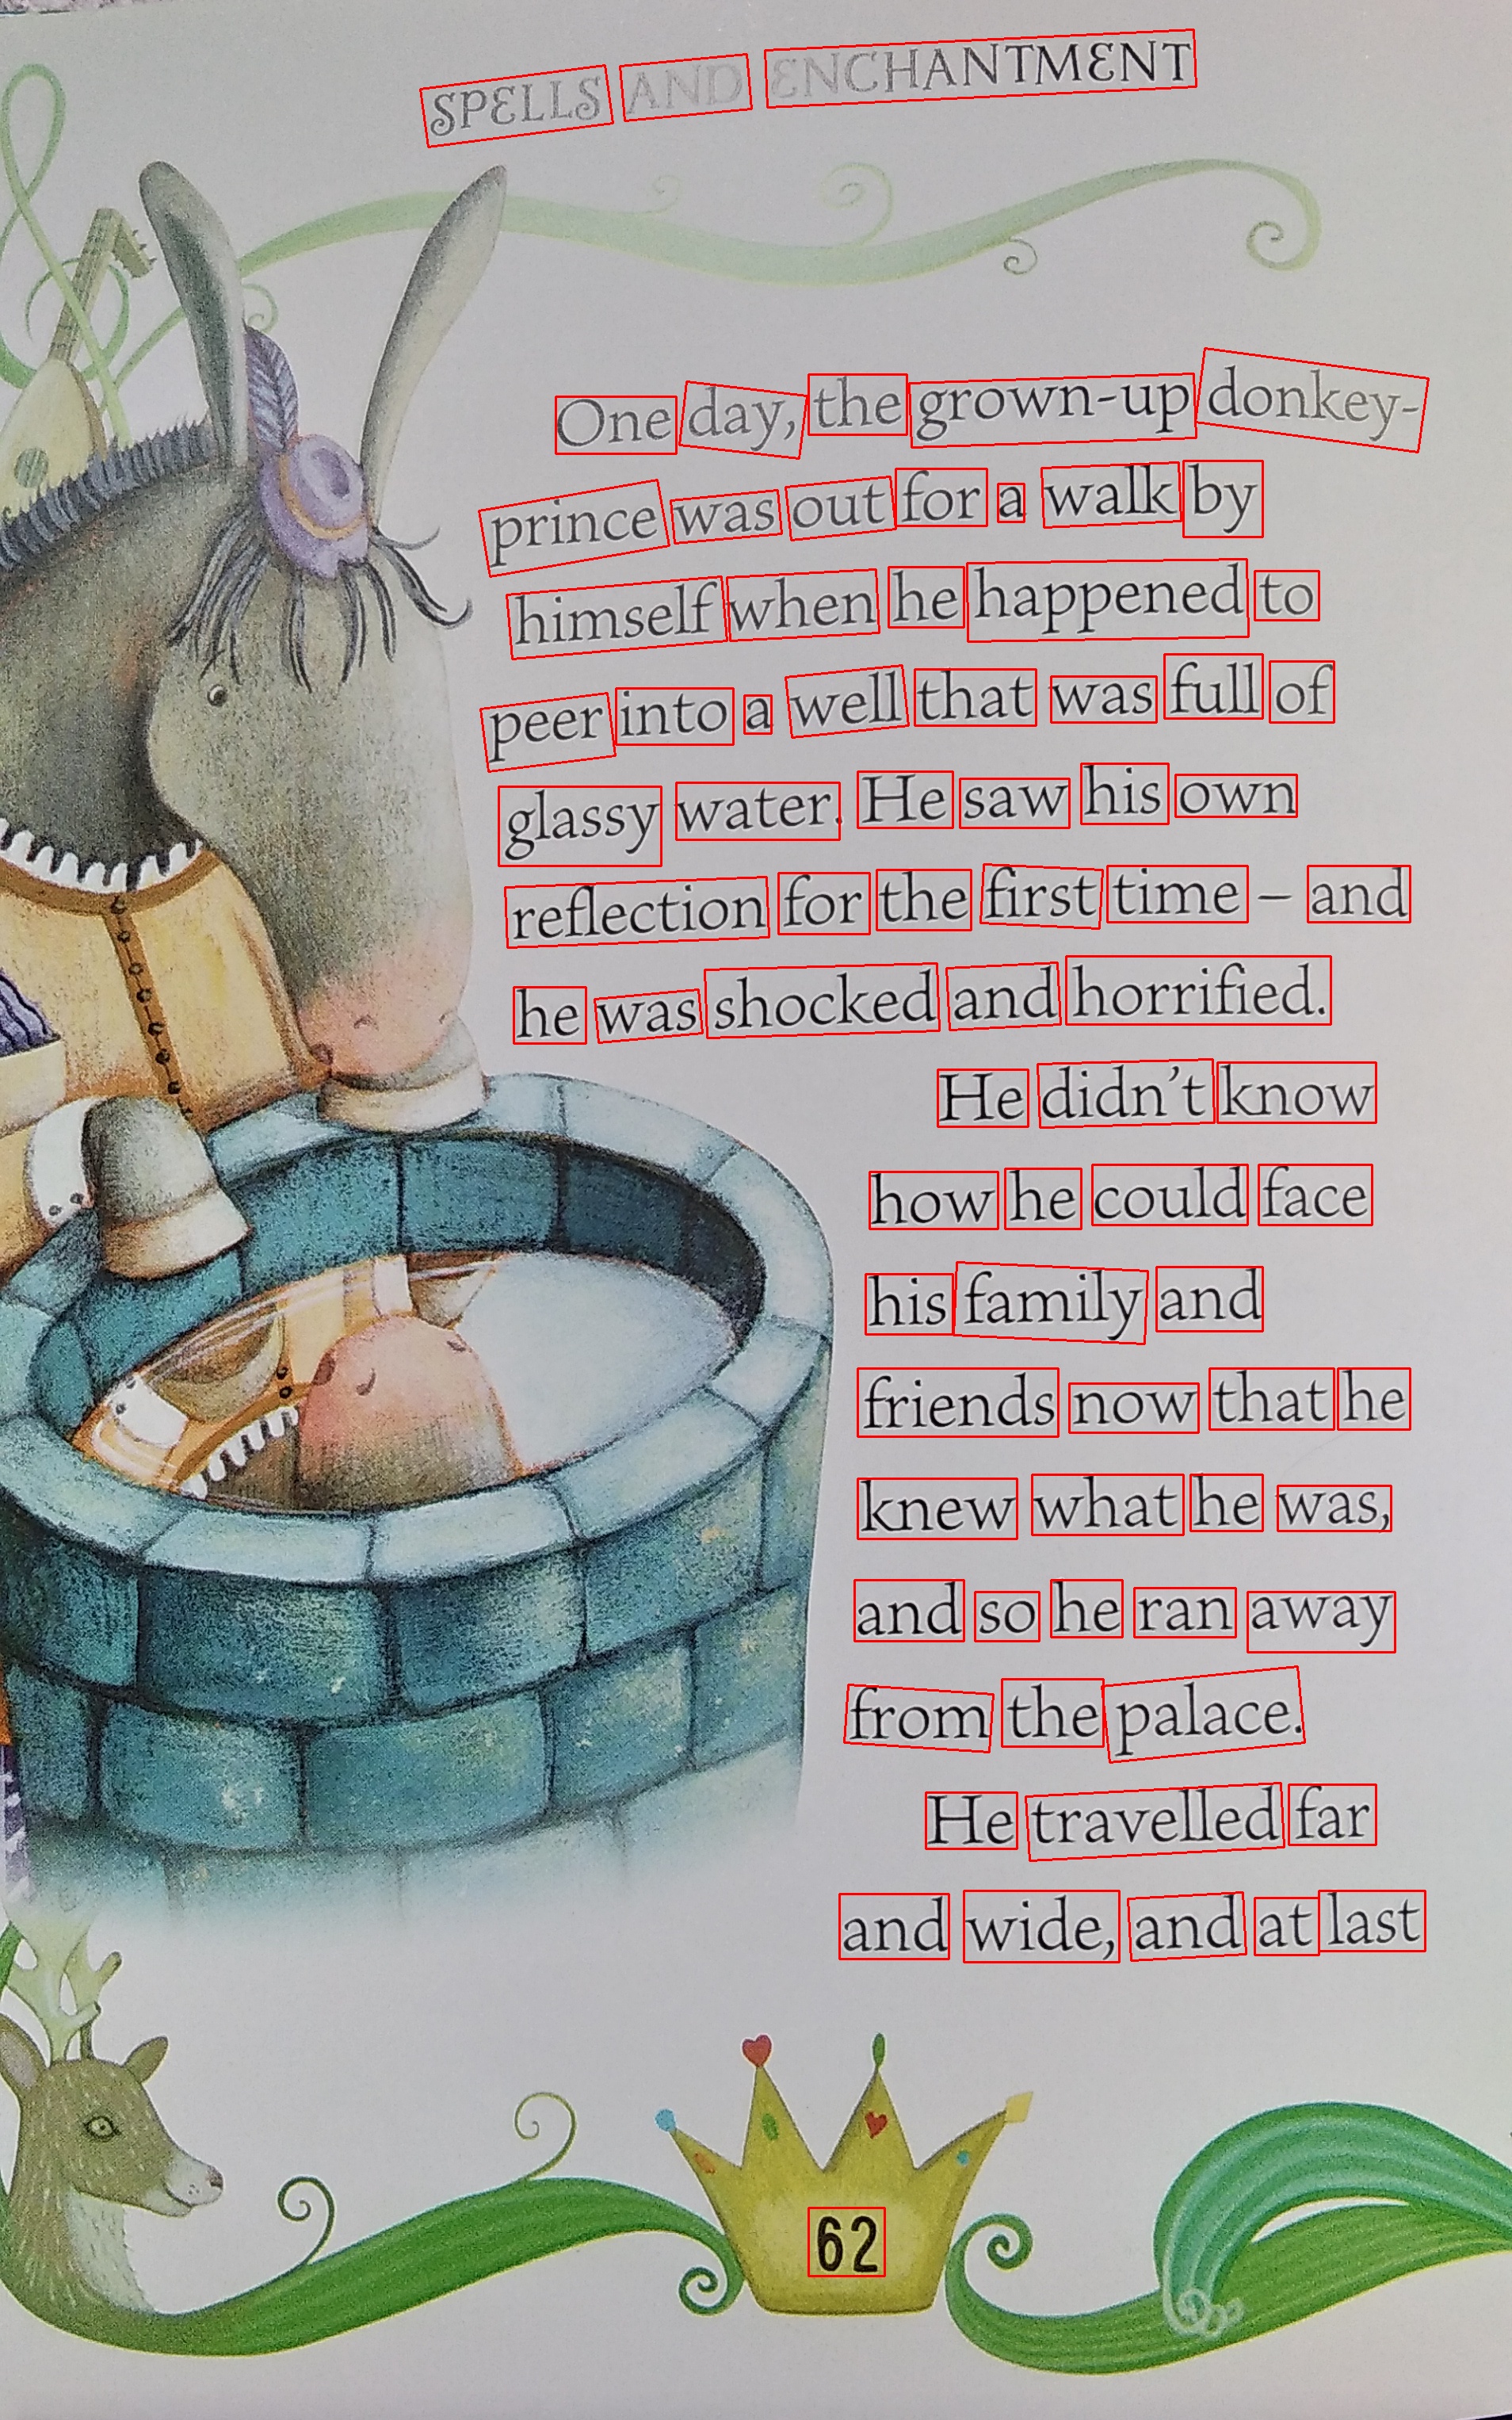 SPELLS AND ENCHANTMENT
One day, the grown-up donkey-
prince was out for a walk by
himself when he happened to
peer into a well that was full of
glassy water. He saw his own
reflection for the first time – and
he was shocked and horrified.
He didn't know
how he could face
his family and
friends now that he
knew what he was,
and so he ran away
from the palace.
He travelled far
and wide, and at last
62